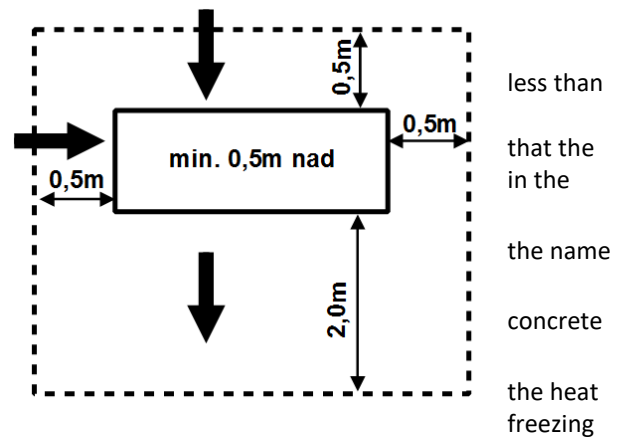 0,5m
less than
0,5m
that the
min. 0,5m nad
in the
0,5m
the name
2,0m
concrete
the heat
freezing